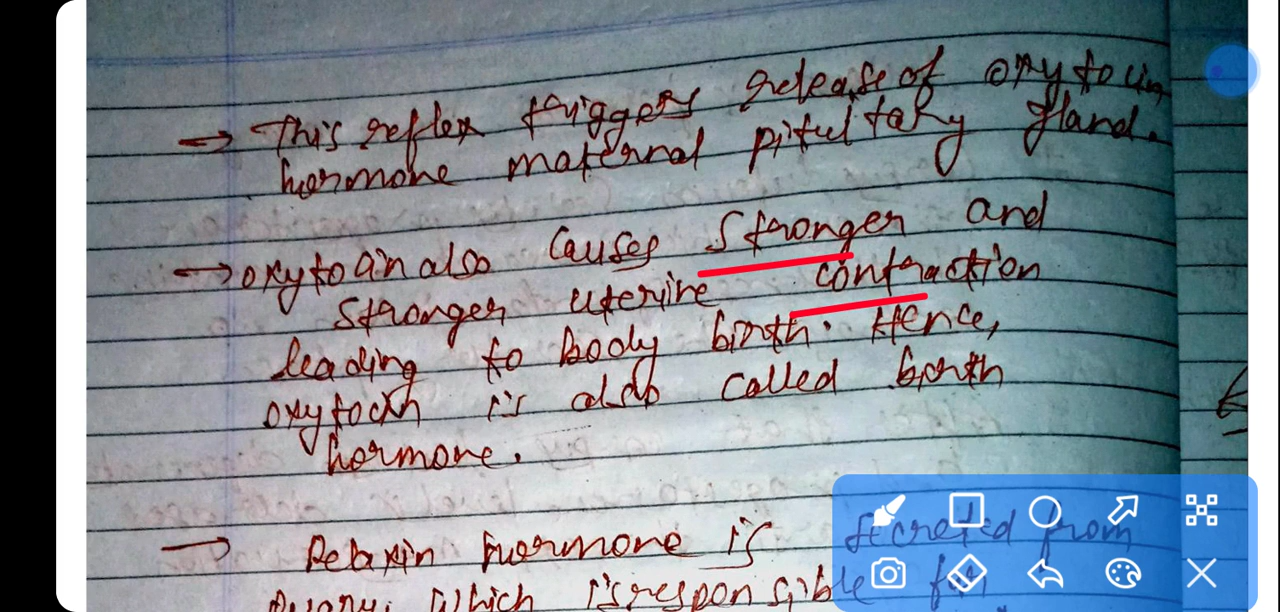 → This reflex triggers release of oxytocin
hormone maternal pituitary gland.
→ oxytocin also causes stronger and
stronger uterine contraction
leading to body birth. Hence,
oxytocin is also called birth
hormone.
→ Relaxin hormone is secreted from
ovary. Which is responsible for